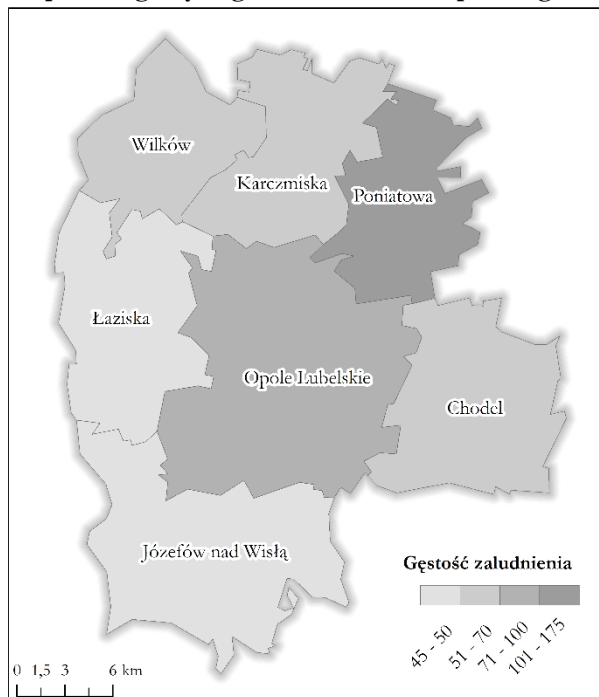 Wilków
Karczmiska
Poniatowa
Łaziska
Opole Lubelskie
Chodel
Józefów nad Wisłą
Gęstość zaludnienia
45 - 50
51 - 70
71 - 100
101 - 175
0 1,5 3 6 km